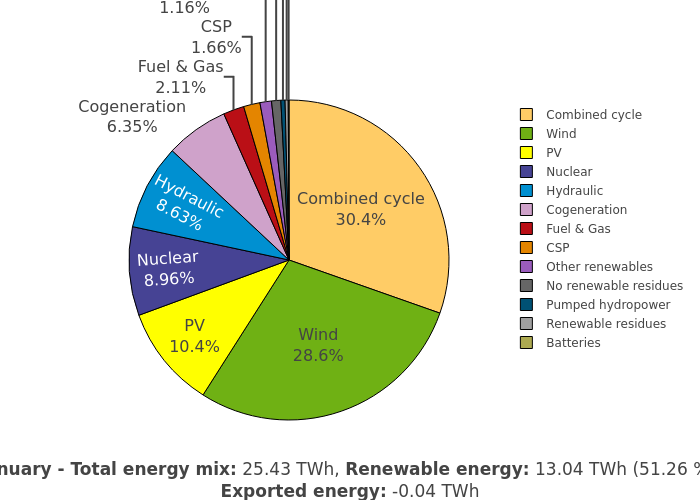 1.16%
CSP
1.66%
Fuel & Gas
2.11%
Cogeneration
6.35%
Hydraulic
8.63%
Nuclear
8.96%
PV
10.4%
Wind
28.6%
Combined cycle
30.4%
Combined cycle
Wind
PV
Nuclear
Hydraulic
Cogeneration
Fuel & Gas
CSP
Other renewables
No renewable residues
Pumped hydropower
Renewable residues
Batteries
nuary - Total energy mix: 25.43 TWh, Renewable energy: 13.04 TWh (51.26 %
Exported energy: -0.04 TWh